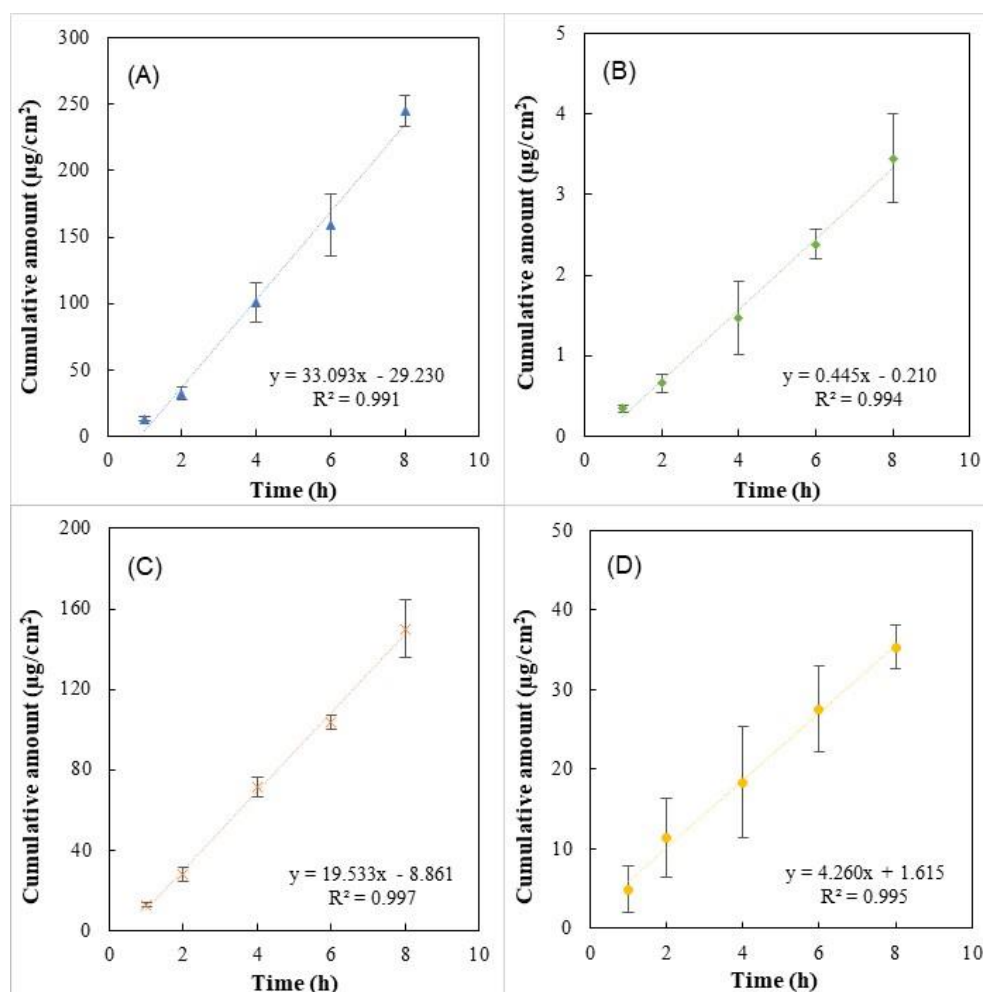 (A)
Cumulative amount (µg/cm²)
300
250
200
150
100
50
0
y = 33.093x - 29.230
R² = 0.991
0 2 4 6 8 10
Time (h)
(B)
Cumulative amount (µg/cm²)
5
4
3
2
1
0
y = 0.445x - 0.210
R² = 0.994
0 2 4 6 8 10
Time (h)
(C)
Cumulative amount (µg/cm²)
200
160
120
80
40
0
y = 19.533x - 8.861
R² = 0.997
0 2 4 6 8 10
Time (h)
(D)
Cumulative amount (µg/cm²)
50
40
30
20
10
0
y = 4.260x + 1.615
R² = 0.995
0 2 4 6 8 10
Time (h)